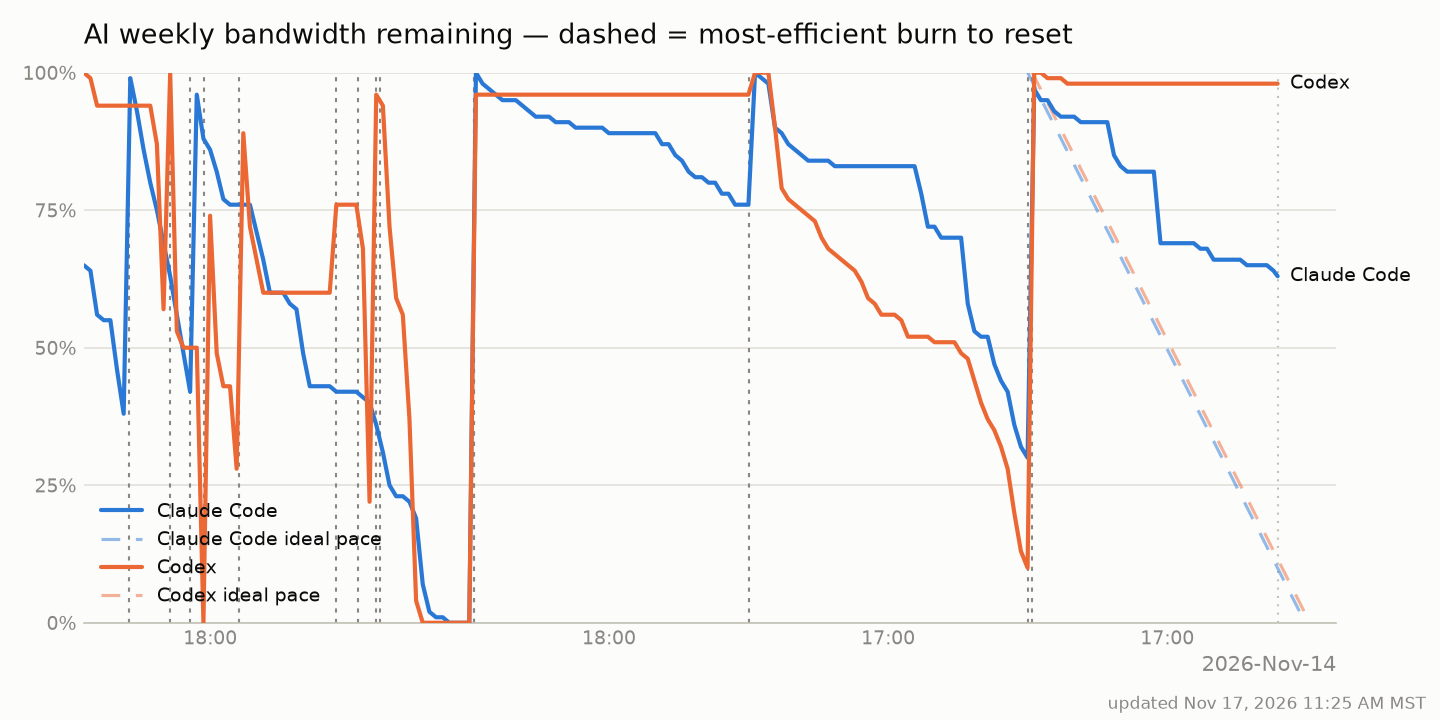 AI weekly bandwidth remaining — dashed = most-efficient burn to reset
100%
75%
50%
25%
0%
Codex
Claude Code
Claude Code
Claude Code ideal pace
Codex
Codex ideal pace
18:00
18:00
17:00
17:00
2026-Nov-14
updated Nov 17, 2026 11:25 AM MST